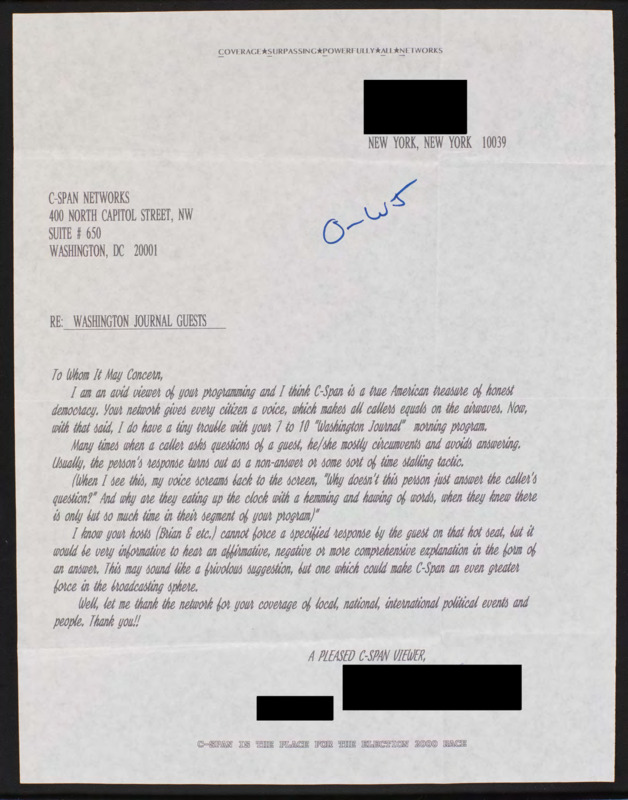 COVERAGE★SURPASSING★POWERFULLY★ALL★NETWORKS
NEW YORK, NEW YORK 10039
C-SPAN NETWORKS
400 NORTH CAPITOL STREET, NW
SUITE # 650
WASHINGTON, DC 20001
O-WJ
RE: WASHINGTON JOURNAL GUESTS
To Whom It May Concern,
I am an avid viewer of your programming and I think C-Span is a true American treasure of honest
democracy. Your network gives every citizen a voice, which makes all callers equals on the airwaves. Now,
with that said, I do have a tiny trouble with your 7 to 10 "Washington Journal" morning program.
Many times when a caller asks questions of a guest, he/she mostly circumvents and avoids answering.
Usually, the person's response turns out as a non-answer or some sort of time stalling tactic.
(When I see this, my voice screams back to the screen, "Why doesn't this person just answer the caller's
question?" And why are they eating up the clock with a hemming and hawing of words, when they knew there
is only but so much time in their segment of your program)"
I know your hosts (Brian & etc.) cannot force a specified response by the guest on that hot seat, but it
would be very informative to hear an affirmative, negative or more comprehensive explanation in the form of
an answer. This may sound like a frivolous suggestion, but one which could make C-Span an even greater
force in the broadcasting sphere.
Well, let me thank the network for your coverage of local, national, international political events and
people. Thank you!!
A PLEASED C-SPAN VIEWER,
C-SPAN IS THE PLACE FOR THE ELECTION 2000 RACE